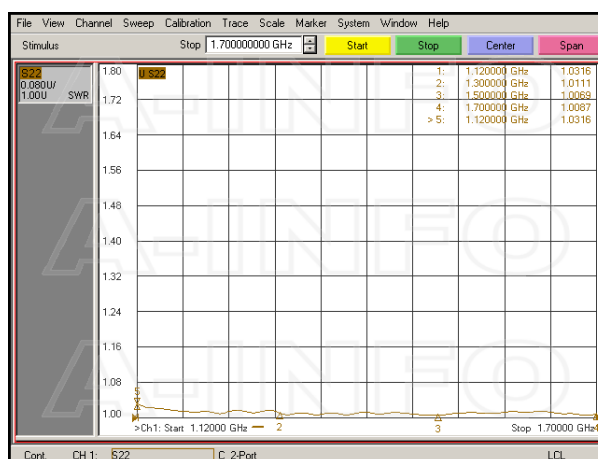 File View Channel Sweep Calibration Trace Scale Marker System Window Help
Stimulus Stop 1.700000000 GHz Start Stop Center Span
S22
0.080U/
1.00U SWR
1.80
1.72
1.64
1.56
1.48
1.40
1.32
1.24
1.16
1.08
1.00
U S22
1: 1.120000 GHz 1.0316
2: 1.300000 GHz 1.0111
3: 1.500000 GHz 1.0069
4: 1.700000 GHz 1.0087
> 5: 1.120000 GHz 1.0316
A-INFO
A-INFO
5
2
3
4
>Ch1: Start 1.12000 GHz Stop 1.70000 GHz
Cont. CH 1: S22 C 2-Port LCL